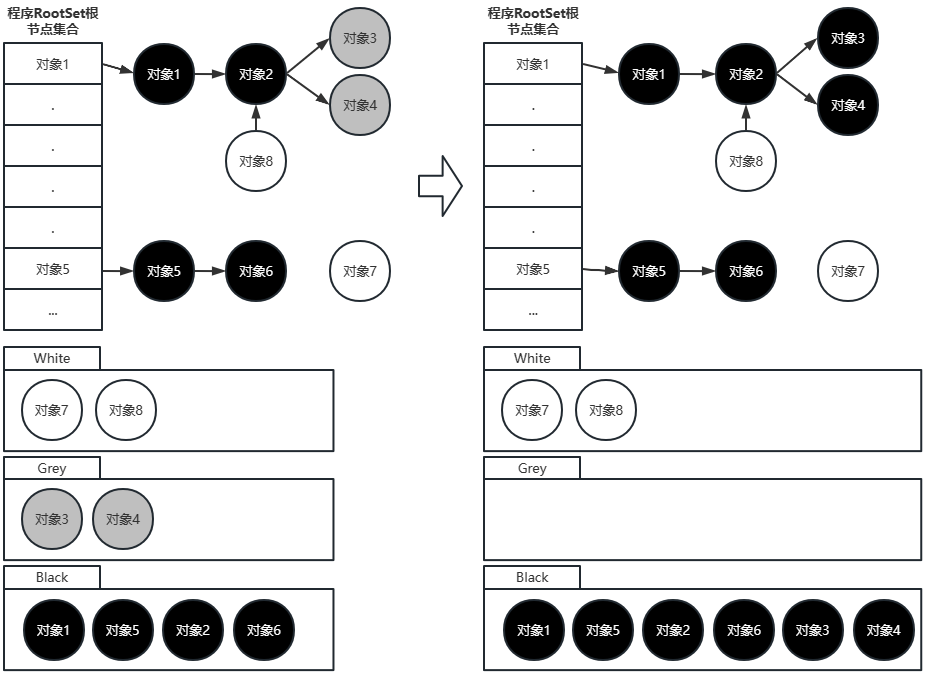 程序RootSet根
节点集合
对象1
.
.
.
.
对象5
...
对象1
对象2
对象3
对象4
对象8
对象5
对象6
对象7
White
对象7
对象8
Grey
对象3
对象4
Black
对象1
对象5
对象2
对象6
程序RootSet根
节点集合
对象1
.
.
.
.
对象5
...
对象1
对象2
对象3
对象4
对象8
对象5
对象6
对象7
White
对象7
对象8
Grey
Black
对象1
对象5
对象2
对象6
对象3
对象4